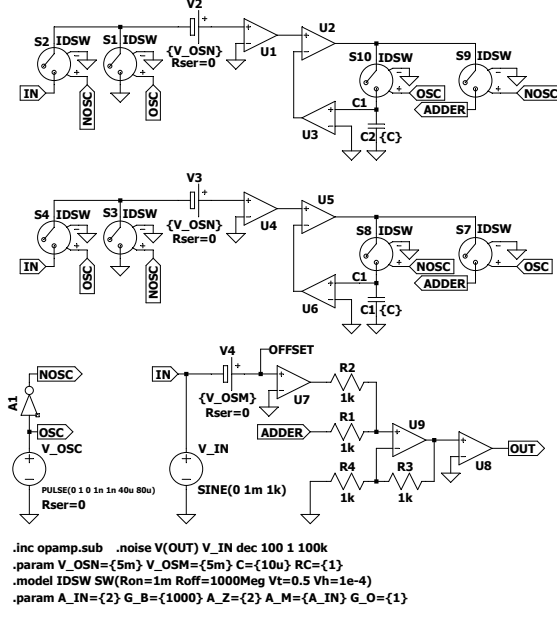 V2
S2 IDSW S1 IDSW
{V_OSN}
Rser=0
U1
U2
S10 IDSW
S9 IDSW
IN
NOSC
OSC
U3
C1
C2 {C}
OSC
ADDER
NOSC
V3
S4 IDSW S3 IDSW
{V_OSN}
Rser=0
U4
U5
S8 IDSW
S7 IDSW
IN
OSC
NOSC
U6
C1
C1 {C}
NOSC
ADDER
OSC
NOSC
A1
OSC
V_OSC
PULSE(0 1 0 1n 1n 40u 80u)
Rser=0
IN
V4
OFFSET
{V_OSM}
Rser=0
U7
R2
1k
ADDER
R1
1k
V_IN
SINE(0 1m 1k)
R4
1k
R3
1k
U9
U8
OUT
.inc opamp.sub .noise V(OUT) V_IN dec 100 1 100k
.param V_OSN={5m} V_OSM={5m} C={10u} RC={1}
.model IDSW SW(Ron=1m Roff=1000Meg Vt=0.5 Vh=1e-4)
.param A_IN={2} G_B={1000} A_Z={2} A_M={A_IN} G_O={1}